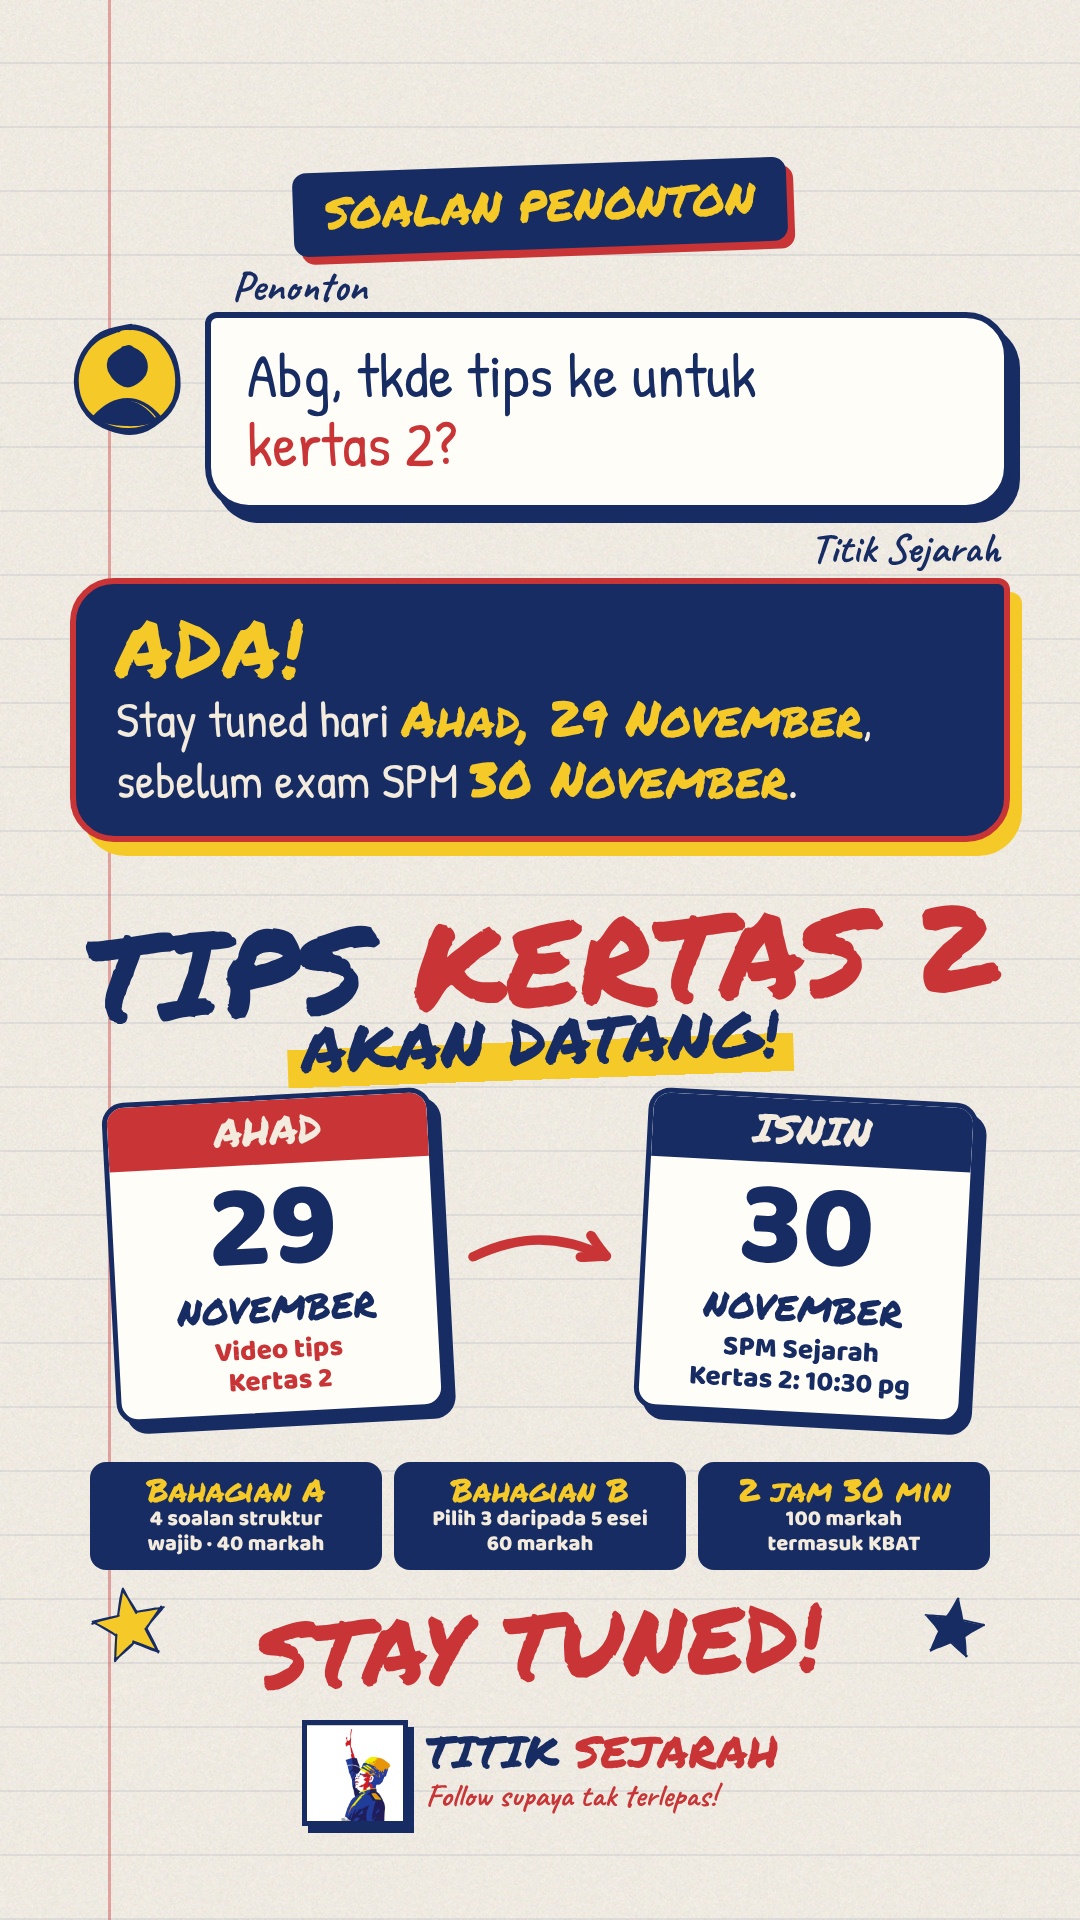 SOALAN PENONTON
Penonton
Abg, tkde tips ke untuk
kertas 2?
Titik Sejarah
ADA!
Stay tuned hari AHAD, 29 NOVEMBER,
sebelum exam SPM 30 NOVEMBER.
TIPS KERTAS 2
AKAN DATANG!
AHAD
29
NOVEMBER
Video tips
Kertas 2
ISNIN
30
NOVEMBER
SPM Sejarah
Kertas 2: 10:30 pg
BAHAGIAN A
4 soalan struktur
wajib · 40 markah
BAHAGIAN B
Pilih 3 daripada 5 esei
60 markah
2 JAM 30 MIN
100 markah
termasuk KBAT
STAY TUNED!
TITIK SEJARAH
Follow supaya tak terlepas!